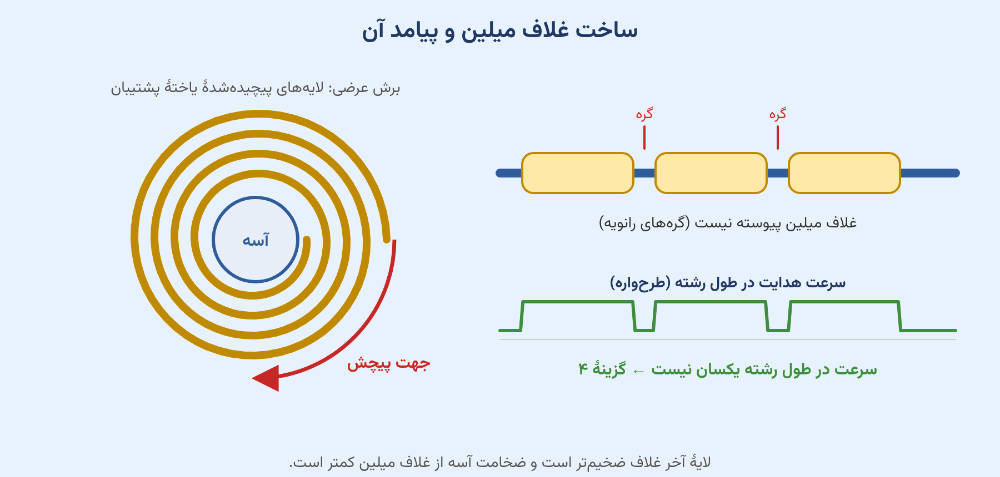 ساخت غلاف میلین و پیامد آن
برش عرضی: لایه‌های پیچیده‌شدهٔ یاختهٔ پشتیبان
آسه
جهت پیچش
گره
گره
غلاف میلین پیوسته نیست (گره‌های رانویه)
سرعت هدایت در طول رشته (طرح‌واره)
سرعت در طول رشته یکسان نیست ← گزینهٔ ۴
لایهٔ آخر غلاف ضخیم‌تر است و ضخامت آسه از غلاف میلین کمتر است.